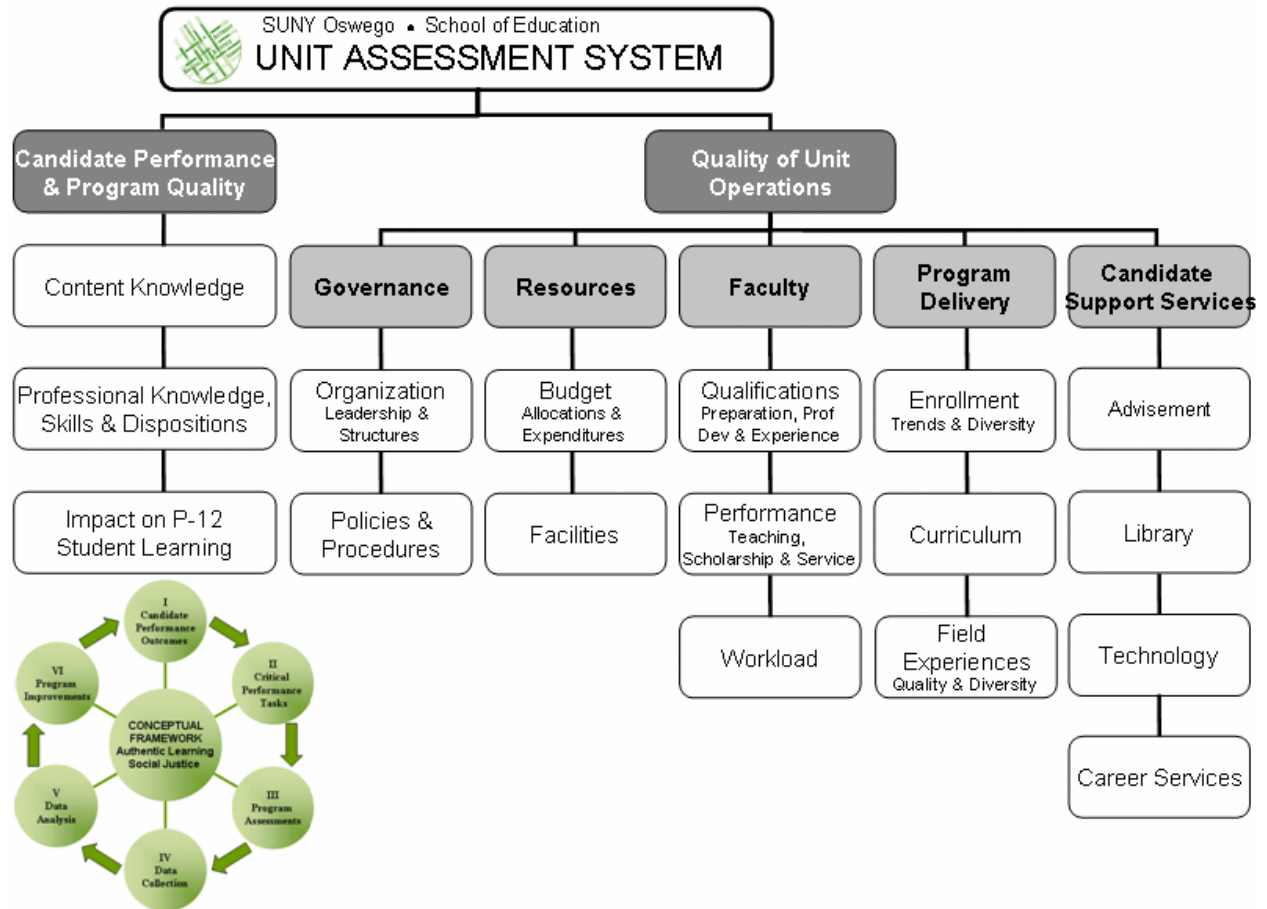 SUNY Oswego • School of Education
UNIT ASSESSMENT SYSTEM
Candidate Performance
& Program Quality
Quality of Unit
Operations
Content Knowledge
Professional Knowledge,
Skills & Dispositions
Impact on P-12
Student Learning
Governance
Organization
Leadership &
Structures
Policies &
Procedures
Resources
Budget
Allocations &
Expenditures
Facilities
Faculty
Qualifications
Preparation, Prof
Dev & Experience
Performance
Teaching,
Scholarship & Service
Workload
Program
Delivery
Enrollment
Trends & Diversity
Curriculum
Field
Experiences
Quality & Diversity
Candidate
Support Services
Advisement
Library
Technology
Career Services
I
Candidate
Performance
Outcomes
II
Critical
Performance
Tasks
III
Program
Assessments
IV
Data
Collection
V
Data
Analysis
VI
Program
Improvements
CONCEPTUAL
FRAMEWORK
Authentic Learning
Social Justice